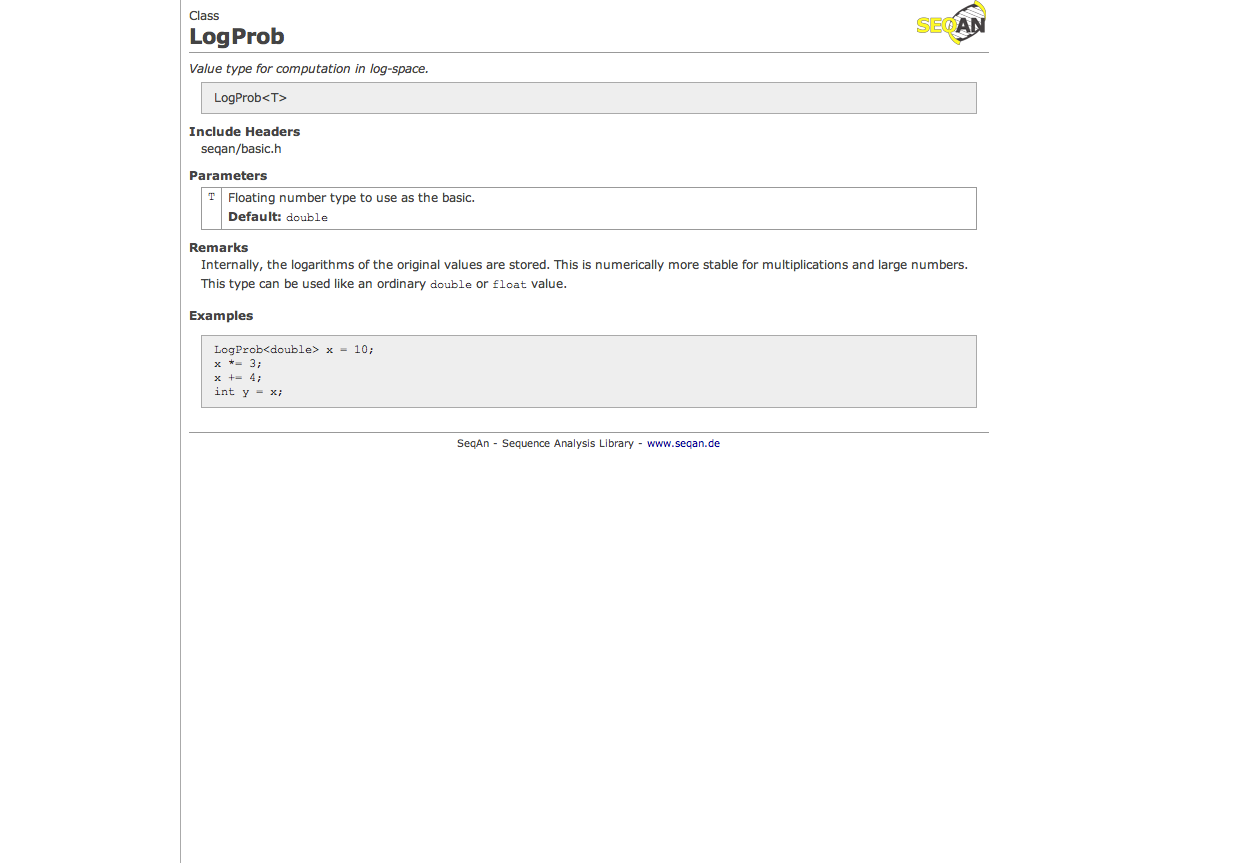 Class
LogProb
SEQAN
Value type for computation in log-space.
LogProb<T>
Include Headers
seqan/basic.h
Parameters
T Floating number type to use as the basic.
Default: double
Remarks
Internally, the logarithms of the original values are stored. This is numerically more stable for multiplications and large numbers.
This type can be used like an ordinary double or float value.
Examples
LogProb<double> x = 10;
x *= 3;
x += 4;
int y = x;
SeqAn - Sequence Analysis Library - www.seqan.de